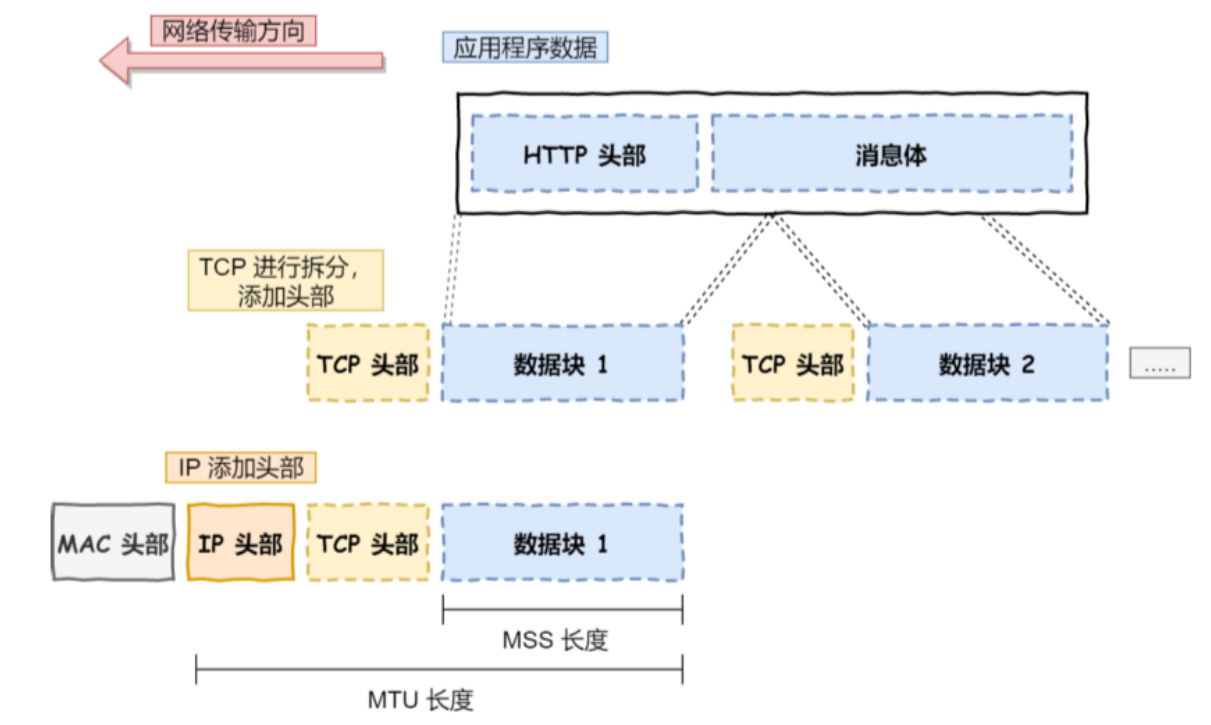 网络传输方向
应用程序数据
HTTP 头部
消息体
TCP 进行拆分，
添加头部
TCP 头部
数据块 1
TCP 头部
数据块 2
.....
IP 添加头部
MAC 头部
IP 头部
TCP 头部
数据块 1
MSS 长度
MTU 长度